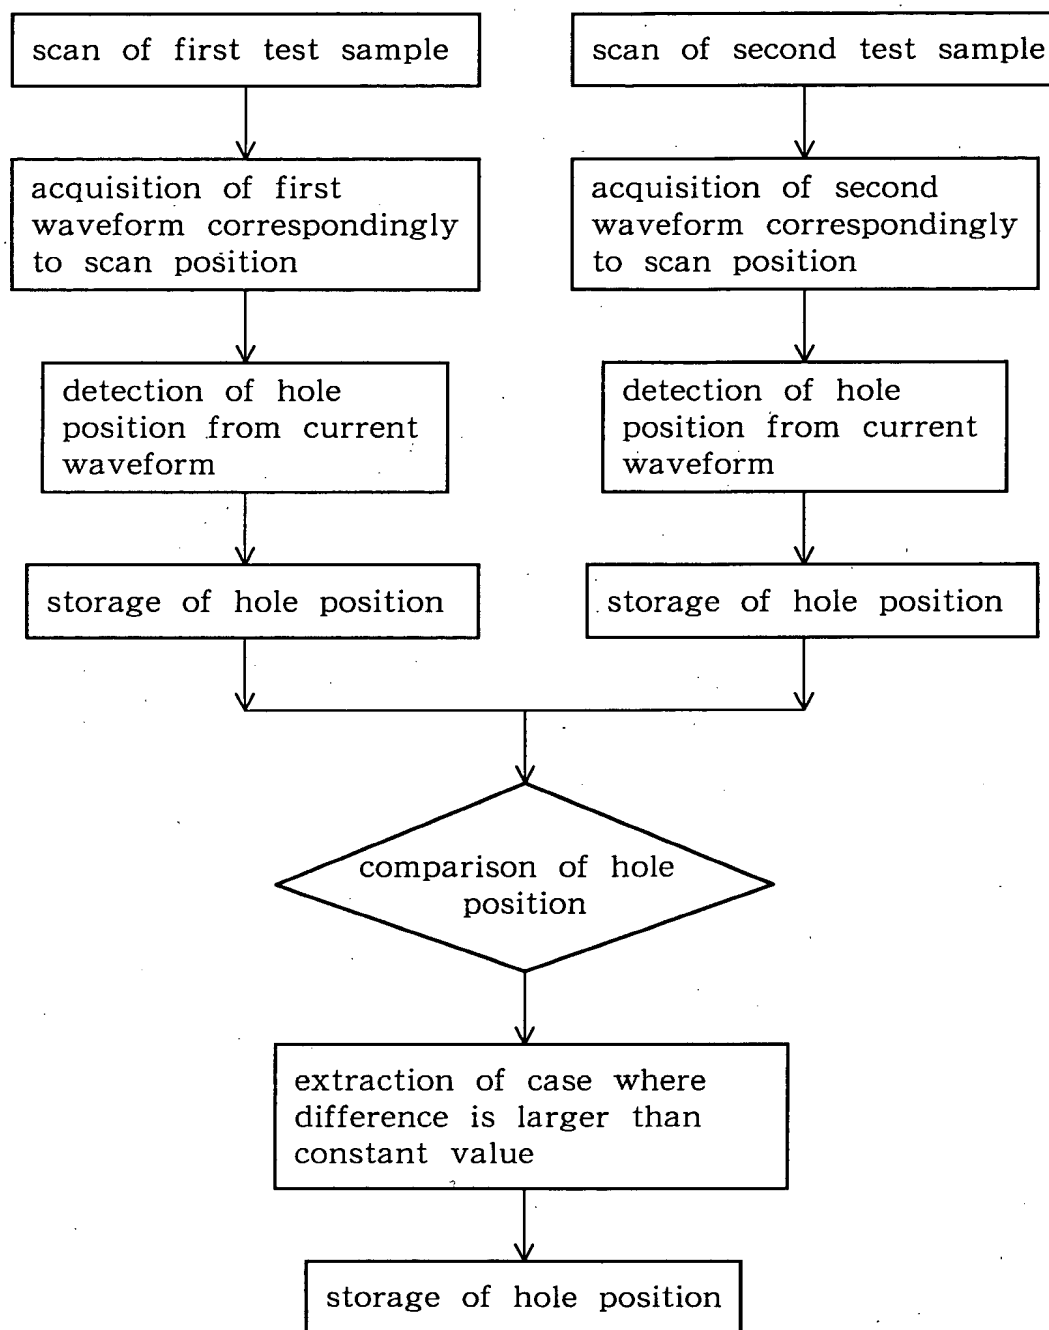 scan of first test sample
acquisition of first
waveform correspondingly
to scan position
detection of hole
position from current
waveform
storage of hole position
scan of second test sample
acquisition of second
waveform correspondingly
to scan position
detection of hole
position from current
waveform
storage of hole position
comparison of hole
position
extraction of case where
difference is larger than
constant value
storage of hole position